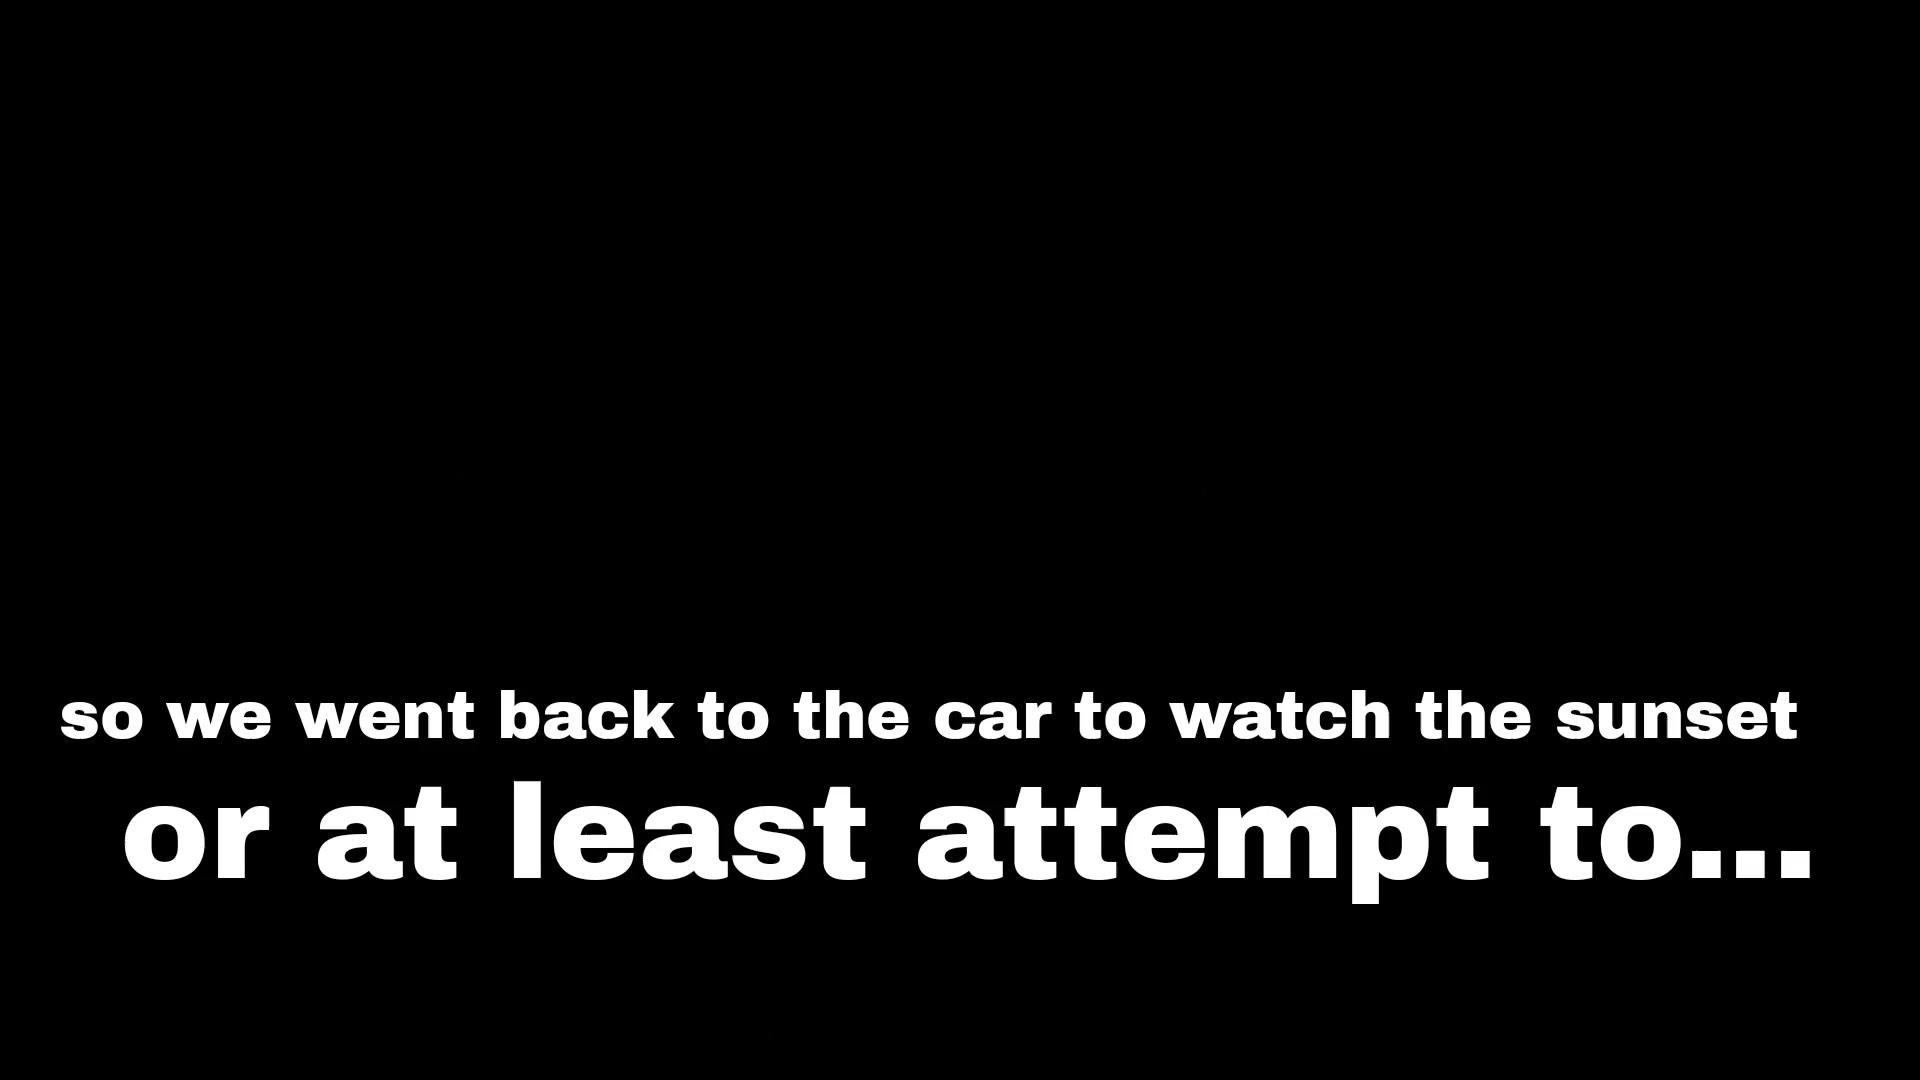 so we went back to the car to watch the sunset
or at least attempt to...